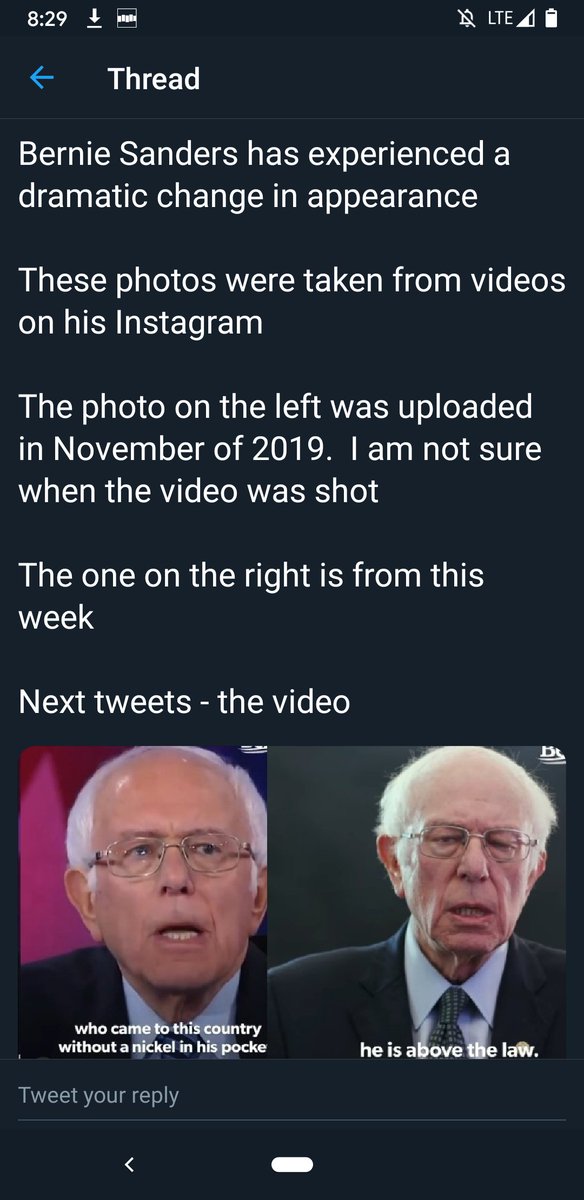 8:29 LTE
Thread
Bernie Sanders has experienced a
dramatic change in appearance
These photos were taken from videos
on his Instagram
The photo on the left was uploaded
in November of 2019.  I am not sure
when the video was shot
The one on the right is from this
week
Next tweets - the video
who came to this country
without a nickel in his pocke
he is above the law.
Tweet your reply